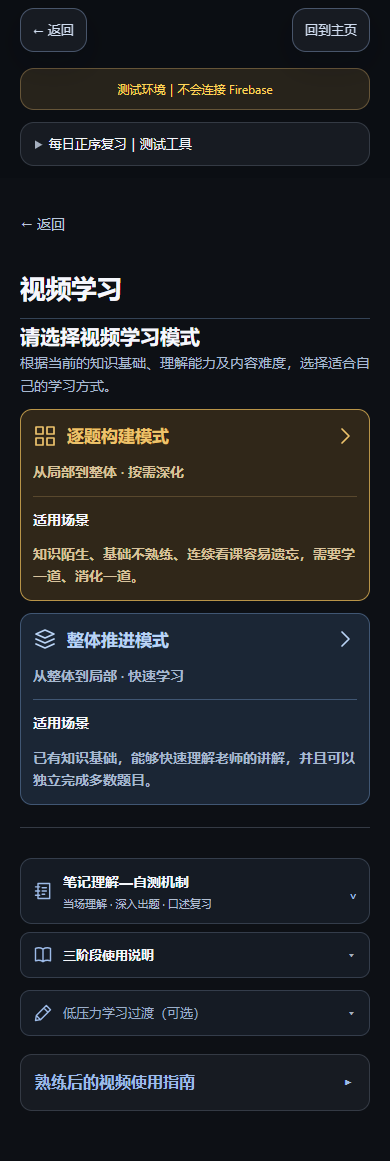 ← 返回
回到主页
测试环境 | 不会连接 Firebase
▶ 每日正序复习 | 测试工具
← 返回
视频学习
请选择视频学习模式
根据当前的知识基础、理解能力及内容难度，选择适合自
己的学习方式。
逐题构建模式
从局部到整体 · 按需深化
适用场景
知识陌生、基础不熟练、连续看课容易遗忘，需要学
一道、消化一道。
整体推进模式
从整体到局部 · 快速学习
适用场景
已有知识基础，能够快速理解老师的讲解，并且可以
独立完成多数题目。
笔记理解—自测机制
当场理解 · 深入出题 · 口述复习
三阶段使用说明
低压力学习过渡（可选）
熟练后的视频使用指南